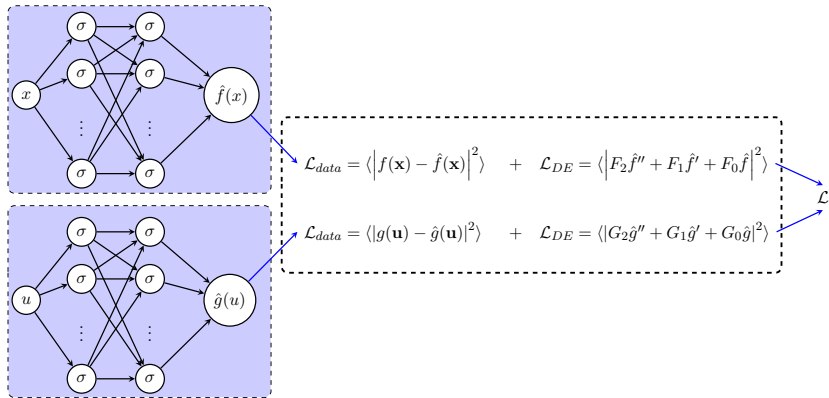 σ σ
x σ σ f̂(x)
⋮ ⋮
σ σ
ℒ_data = ⟨|f(𝐱) − f̂(𝐱)|²⟩ + ℒ_DE = ⟨|F₂f̂′′ + F₁f̂′ + F₀f̂|²⟩
ℒ
ℒ_data = ⟨|g(𝐮) − ĝ(𝐮)|²⟩ + ℒ_DE = ⟨|G₂ĝ′′ + G₁ĝ′ + G₀ĝ|²⟩
σ σ
u σ σ ĝ(u)
⋮ ⋮
σ σ